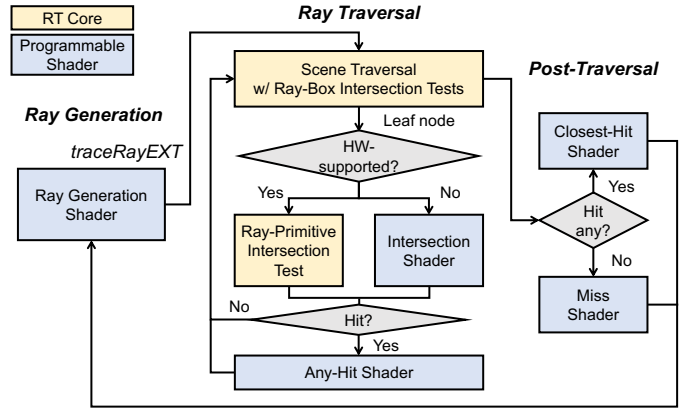 Ray Traversal
RT Core
Programmable
Shader
Scene Traversal
w/ Ray-Box Intersection Tests
Post-Traversal
Ray Generation
traceRayEXT
Leaf node
HW-
supported?
Closest-Hit
Shader
Ray Generation
Shader
Yes
No
Yes
Ray-Primitive
Intersection
Test
Intersection
Shader
Hit
any?
No
No
Hit?
Miss
Shader
Yes
Any-Hit Shader